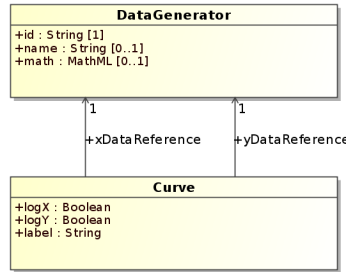 DataGenerator
+id : String [1]
+name : String [0..1]
+math : MathML [0..1]
1 1
+xDataReference +yDataReference
Curve
+logX : Boolean
+logY : Boolean
+label : String